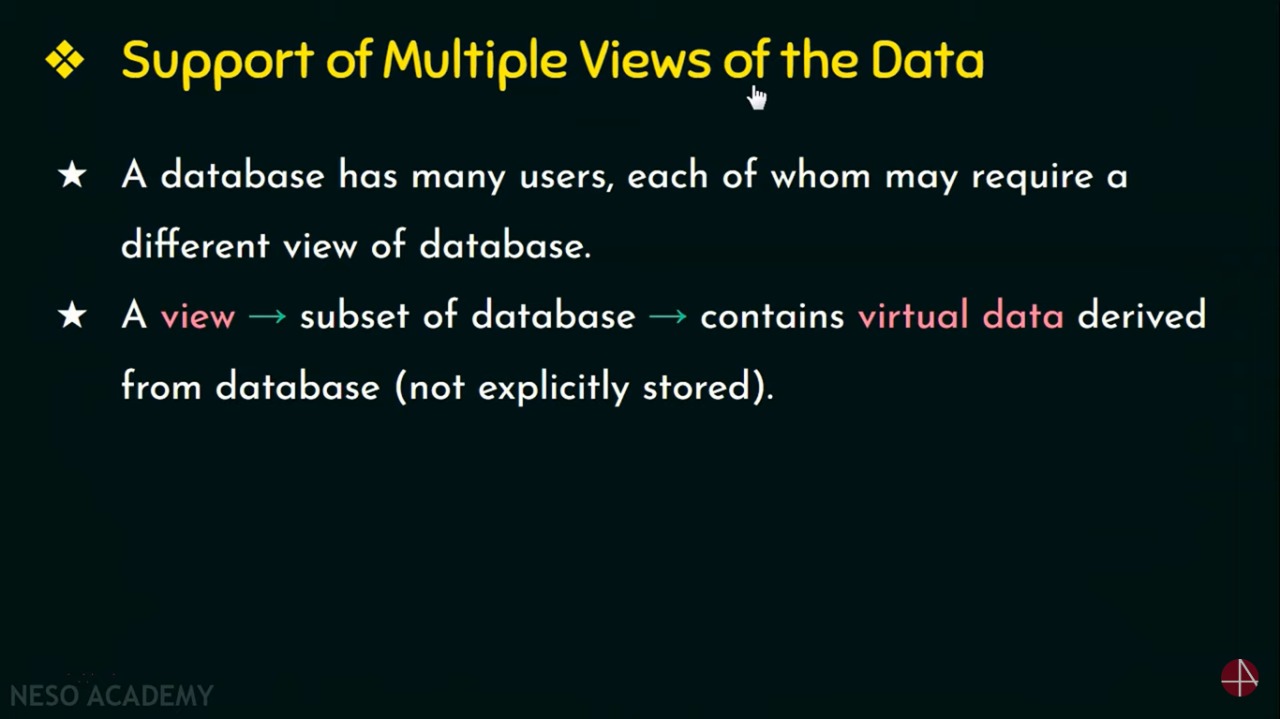 ❖ Support of Multiple Views of the Data
★ A database has many users, each of whom may require a
different view of database.
★ A view → subset of database → contains virtual data derived
from database (not explicitly stored).
NESO ACADEMY